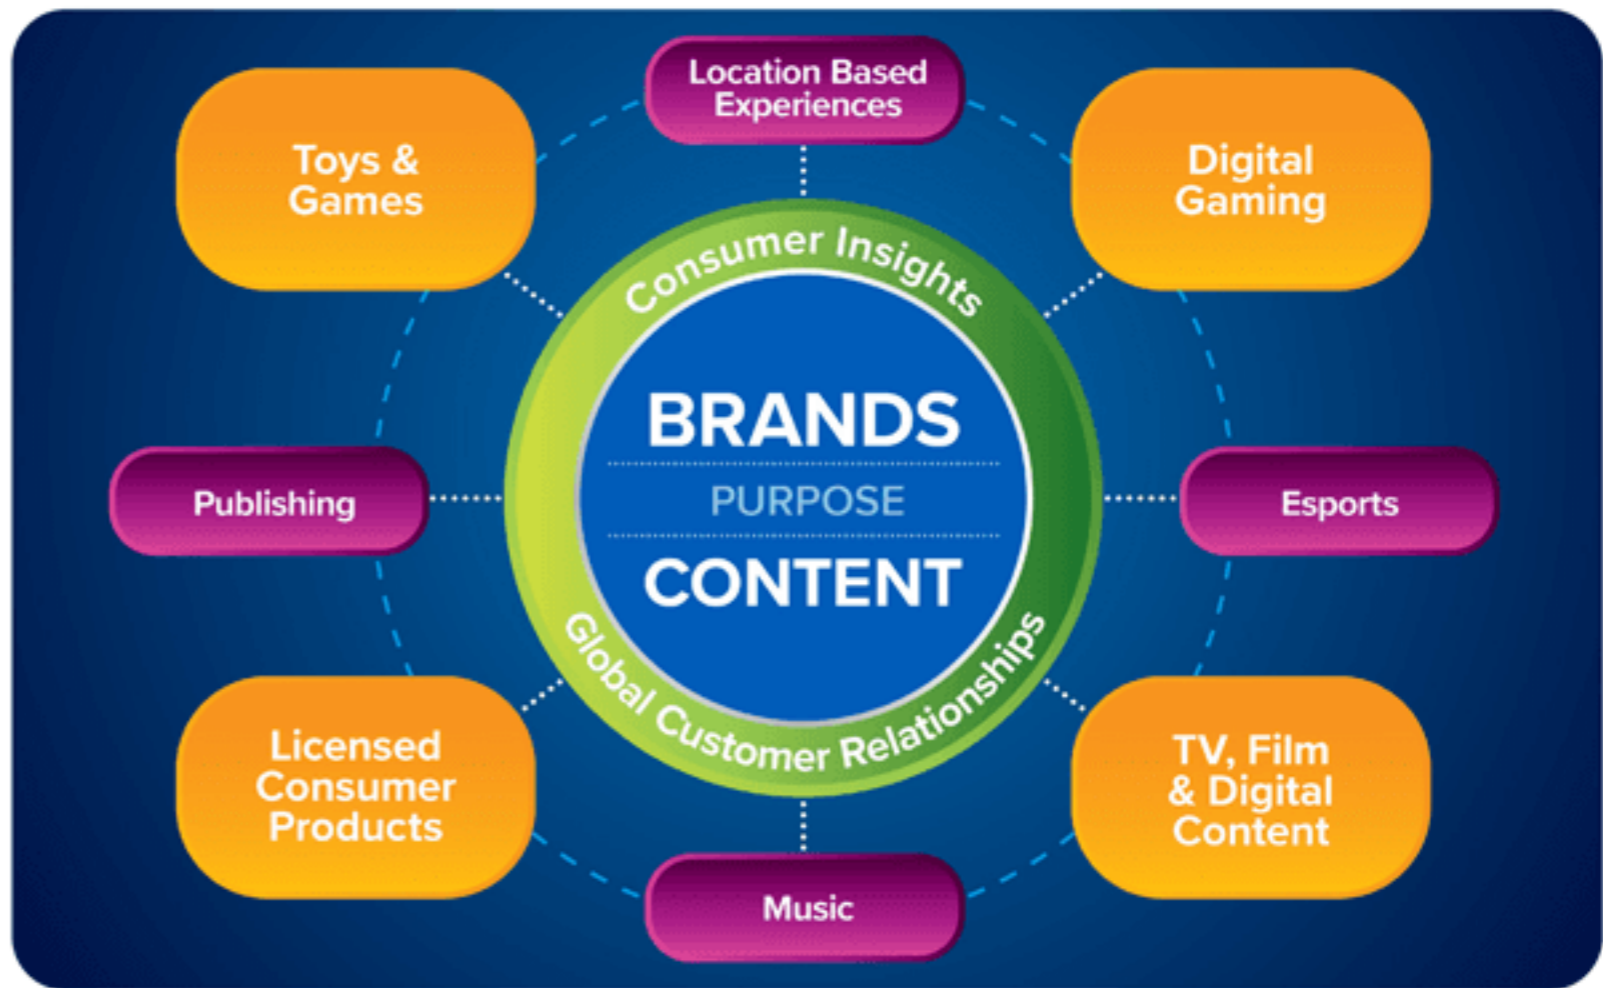 Location Based
Experiences
Toys &
Games
Digital
Gaming
Consumer Insights
BRANDS
PURPOSE
CONTENT
Publishing
Esports
Global Customer Relationships
Licensed
Consumer
Products
TV, Film
& Digital
Content
Music